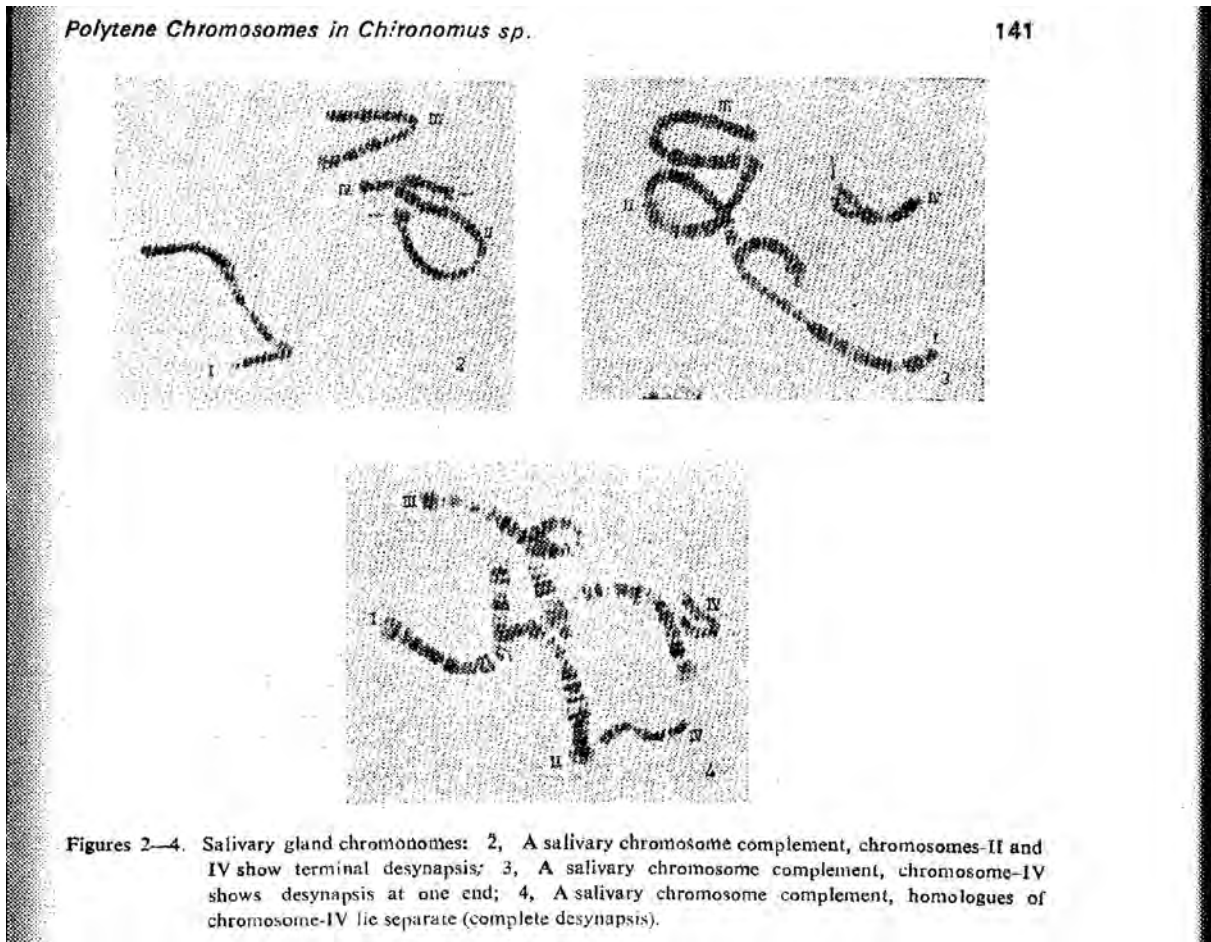 Polytene Chromosomes in Chironomus sp. 141
III
IV
II
I
2
III
II
I
IV
I
3
III
I
IV
II
IV
4
Figures 2—4. Salivary gland chromonomes: 2, A salivary chromosome complement, chromosomes-II and
IV show terminal desynapsis; 3, A salivary chromosome complement, chromosome-IV
shows desynapsis at one end; 4, A salivary chromosome complement, homologues of
chromosome-IV lie separate (complete desynapsis).